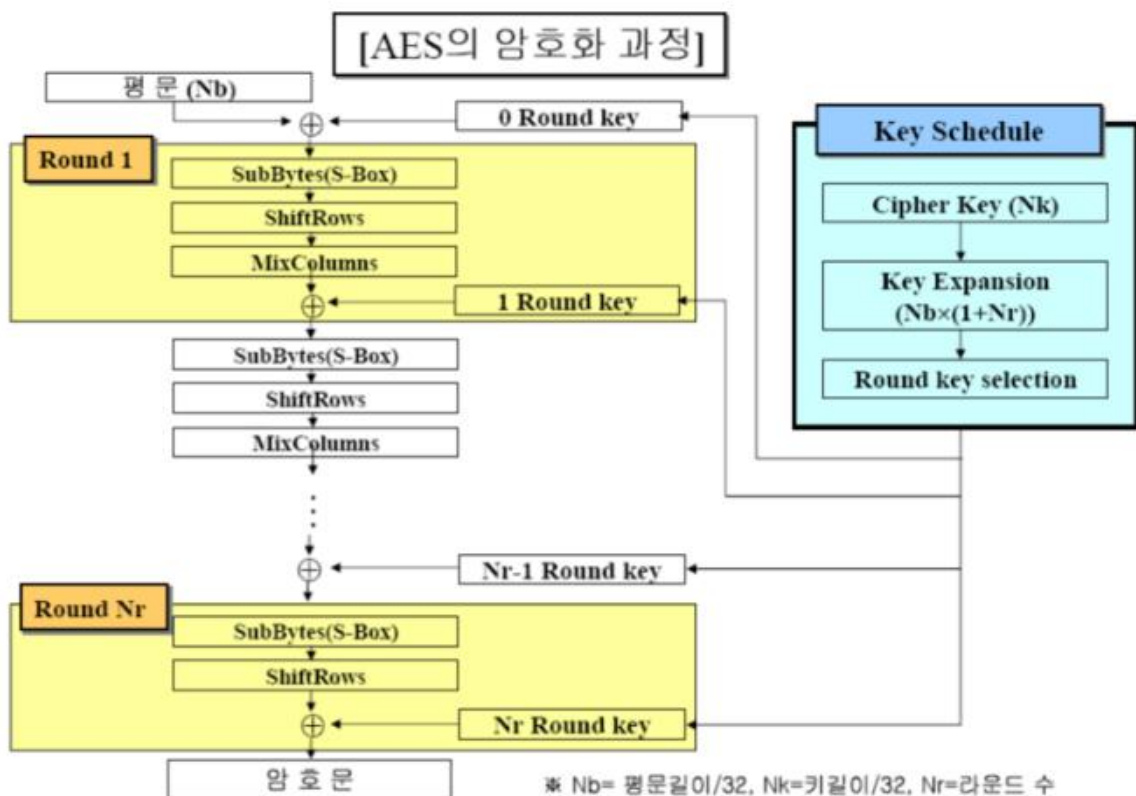 [AES의 암호화 과정]
평 문 (Nb)
0 Round key
Round 1
SubBytes(S-Box)
ShiftRows
MixColumns
1 Round key
SubBytes(S-Box)
ShiftRows
MixColumns
Nr-1 Round key
Round Nr
SubBytes(S-Box)
ShiftRows
Nr Round key
암 호 문
Key Schedule
Cipher Key (Nk)
Key Expansion
(Nb×(1+Nr))
Round key selection
※ Nb= 평문길이/32, Nk=키길이/32, Nr=라운드 수